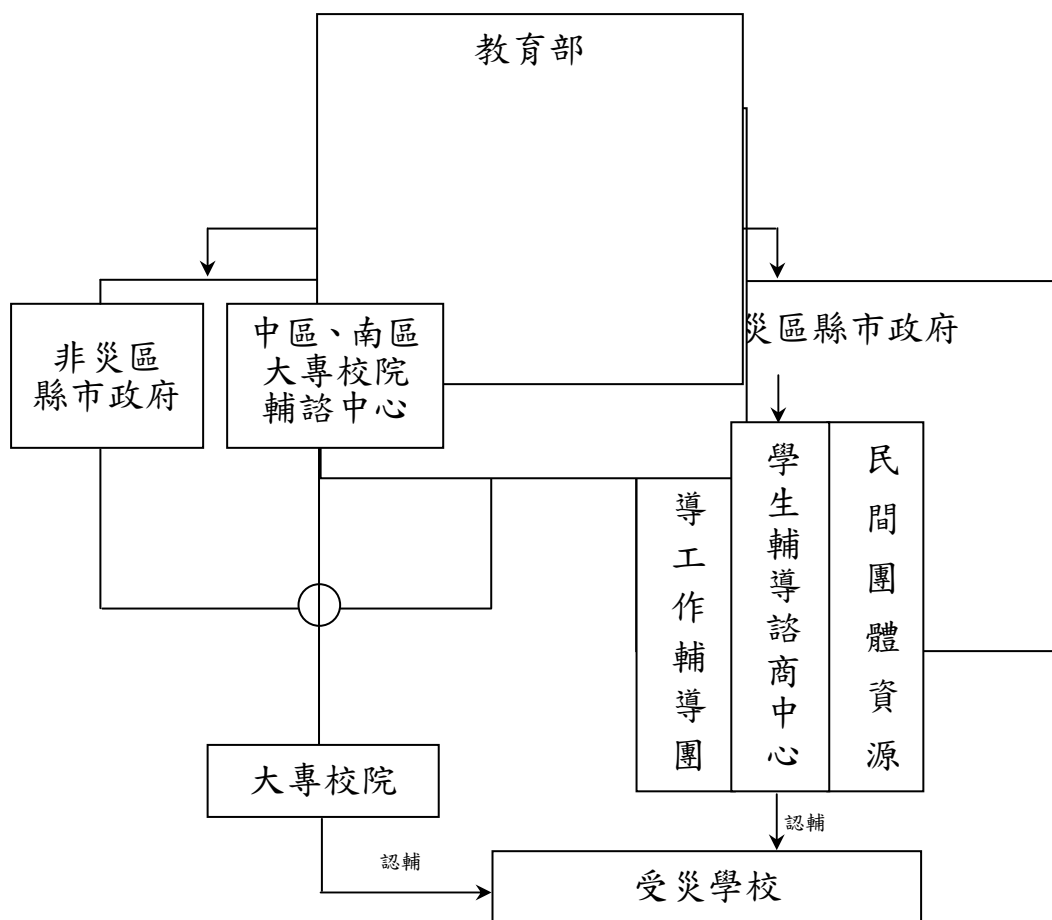 教育部
非災區
縣市政府
中區、南區
大專校院
輔諮中心
災區縣市政府
導工作輔導團
學生輔導諮商中心
民間團體資源
大專校院
認輔
認輔
受災學校